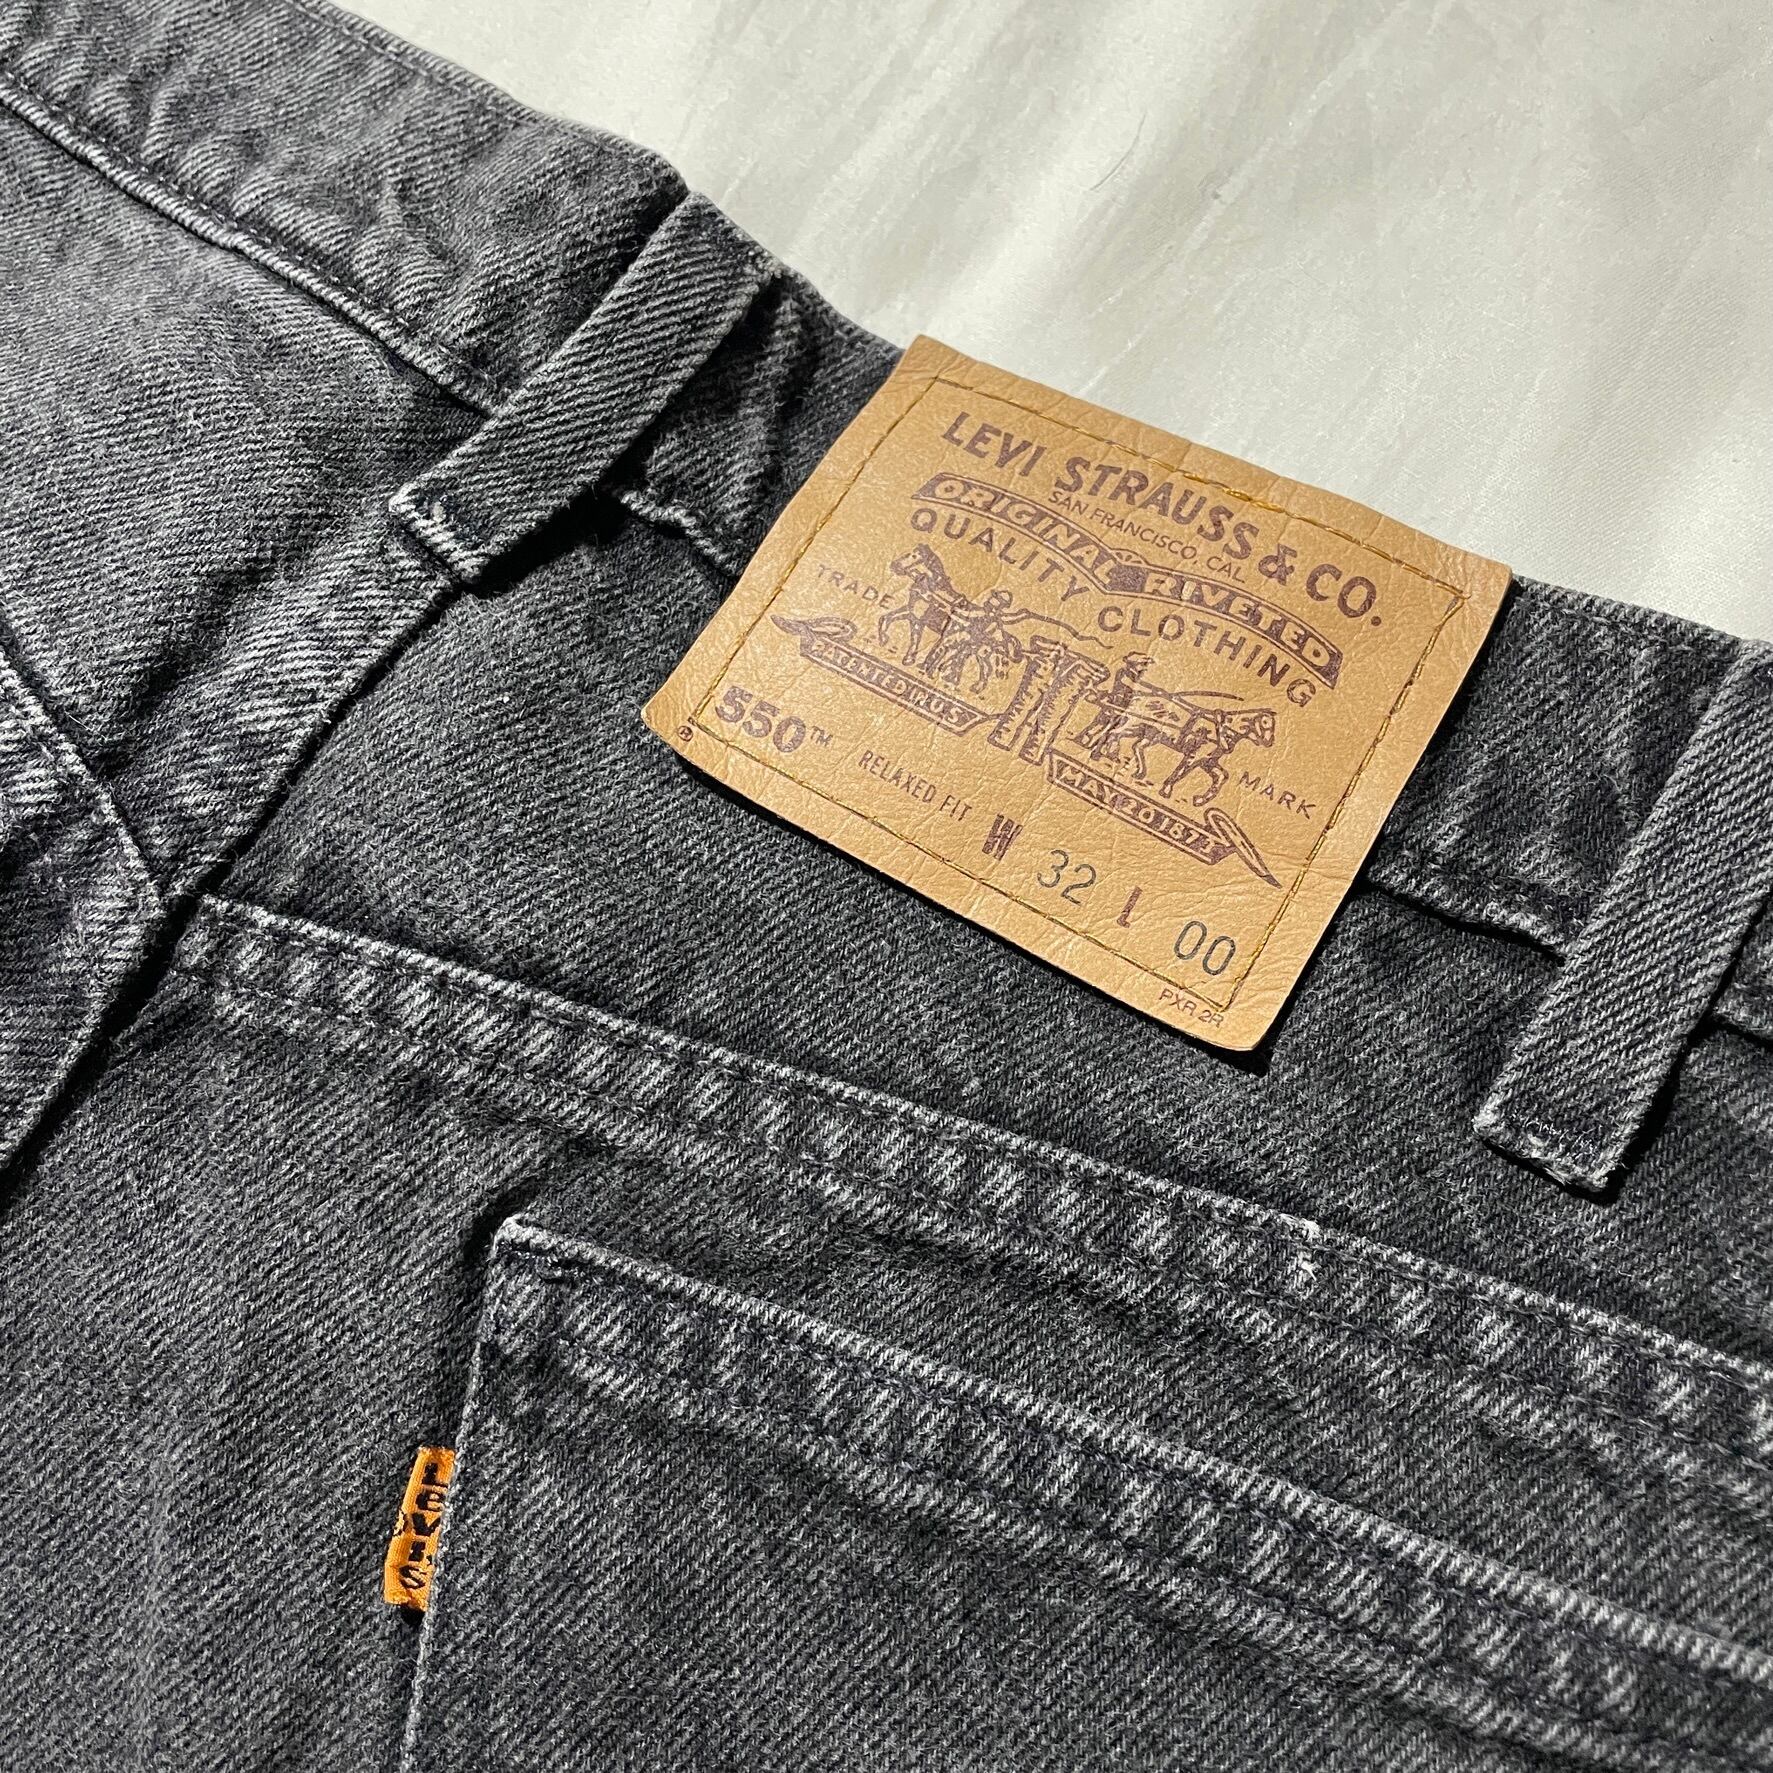 LEVI STRAUSS & CO.
SAN FRANCISCO, CAL
ORIGINAL RIVETED
QUALITY CLOTHING
TRADE MARK
PATENTED IN U.S.
MAY 20 1873
550™ RELAXED FIT W 32 L 00
®
PXR 2R
LEVI'S
®